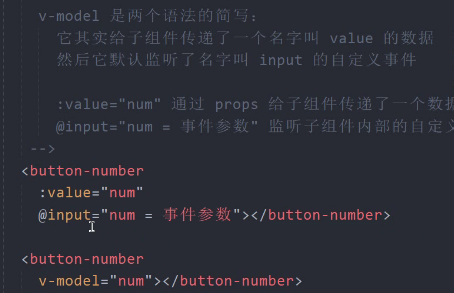 v-model 是两个语法的简写：
它其实给子组件传递了一个名字叫 value 的数据
然后它默认监听了名字叫 input 的自定义事件
:value="num" 通过 props 给子组件传递了一个数据
@input="num = 事件参数" 监听子组件内部的自定义
-->
<button-number
:value="num"
@input="num = 事件参数"></button-number>
<button-number
v-model="num"></button-number>